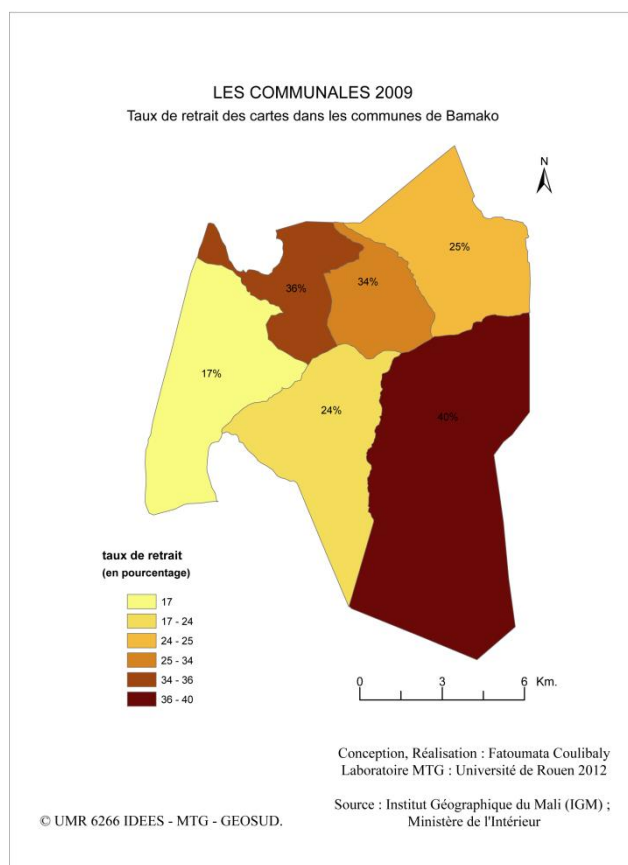 LES COMMUNALES 2009
Taux de retrait des cartes dans les communes de Bamako
N
25%
36%
34%
17%
24%
40%
taux de retrait
(en pourcentage)
17
17 - 24
24 - 25
25 - 34
34 - 36
36 - 40
0 3 6 Km.
Conception, Réalisation : Fatoumata Coulibaly
Laboratoire MTG : Université de Rouen 2012
Source : Institut Géographique du Mali (IGM) ;
Ministère de l'Intérieur
© UMR 6266 IDEES - MTG - GEOSUD.